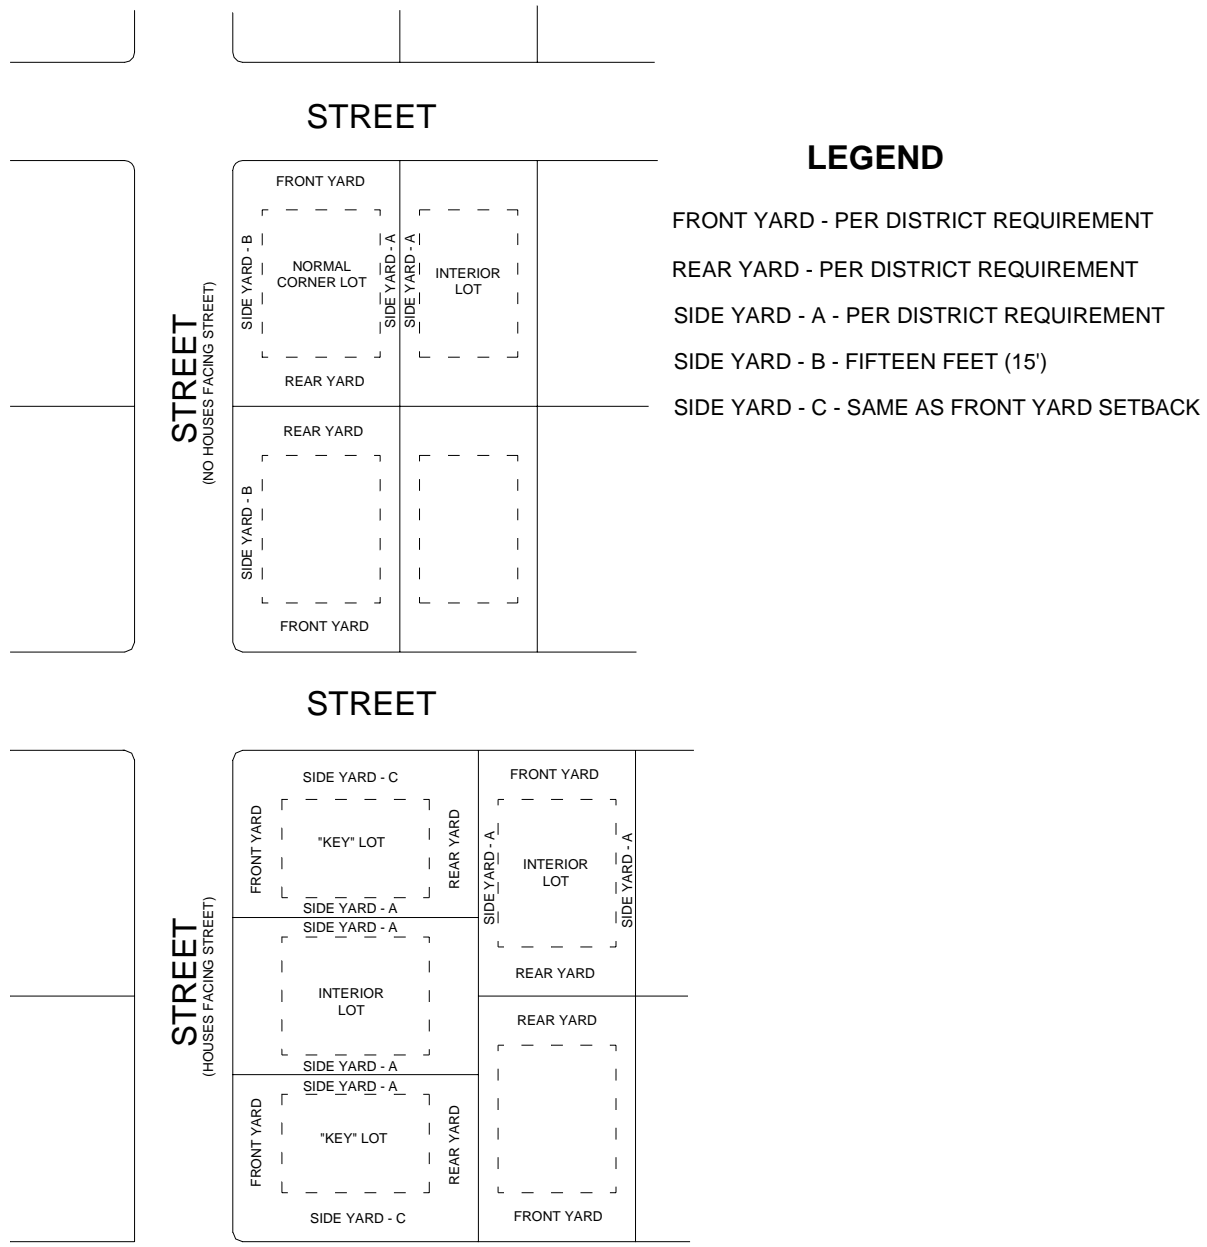 STREET
LEGEND
FRONT YARD
FRONT YARD - PER DISTRICT REQUIREMENT
SIDE YARD - B
NORMAL
CORNER LOT
SIDE YARD - A
SIDE YARD - A
INTERIOR
LOT
REAR YARD - PER DISTRICT REQUIREMENT
SIDE YARD - A - PER DISTRICT REQUIREMENT
SIDE YARD - B - FIFTEEN FEET (15')
SIDE YARD - C - SAME AS FRONT YARD SETBACK
REAR YARD
STREET
(NO HOUSES FACING STREET)
REAR YARD
SIDE YARD - B
FRONT YARD
STREET
SIDE YARD - C
FRONT YARD
FRONT YARD
"KEY" LOT
REAR YARD
SIDE YARD - A
INTERIOR
LOT
SIDE YARD - A
SIDE YARD - A
SIDE YARD - A
REAR YARD
STREET
(HOUSES FACING STREET)
INTERIOR
LOT
REAR YARD
SIDE YARD - A
SIDE YARD - A
FRONT YARD
"KEY" LOT
REAR YARD
SIDE YARD - C
FRONT YARD